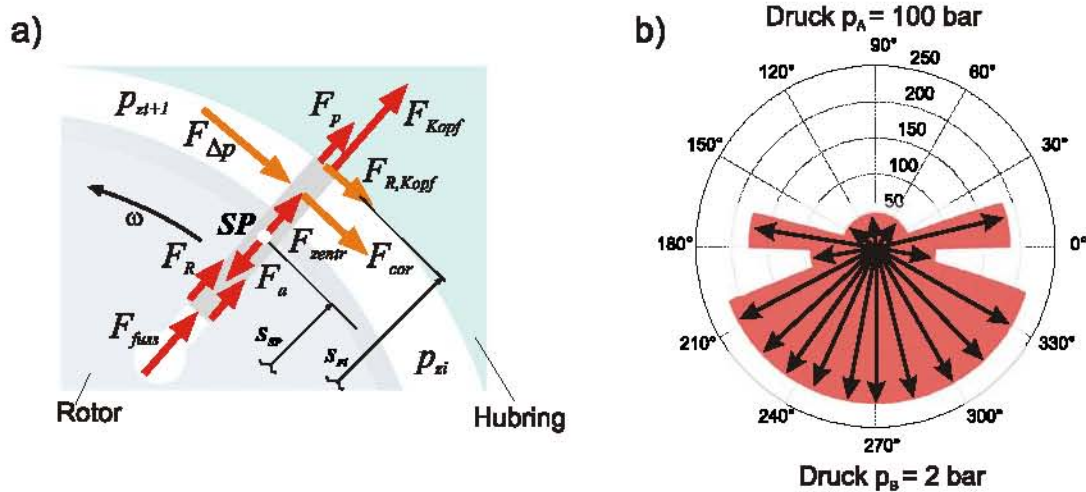 a)
p_zi+1
F_Δp
F_p
F_Kopf
F_R,Kopf
ω
SP
F_zentr
F_cor
F_R
F_a
F_fuss
s_SP
s_Fi
p_zi
Rotor
Hubring
b)
Druck p_A = 100 bar
90°
120°
60°
250
200
150
100
50
150°
30°
180°
0°
210°
330°
240°
300°
270°
Druck p_B = 2 bar